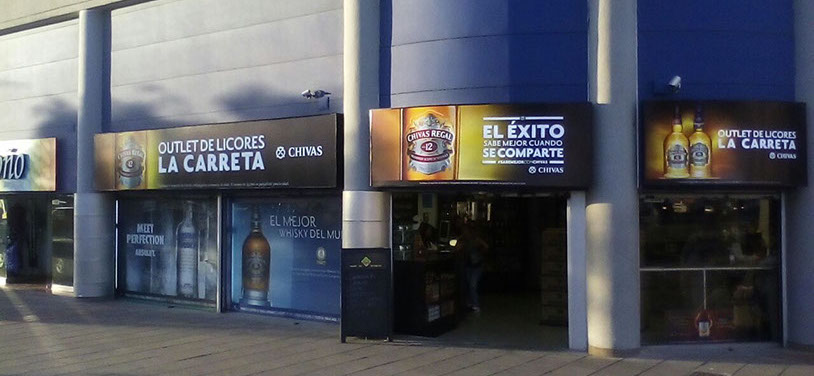 OUTLET DE LICORES
LA CARRETA
CHIVAS
CHIVAS REGAL
12
EL ÉXITO
SABE MEJOR CUANDO
SE COMPARTE
CHIVAS
OUTLET DE LICORES
LA CARRETA
CHIVAS
MEET
PERFECTION
ABSOLUT.
EL MEJOR
WHISKY DEL MU